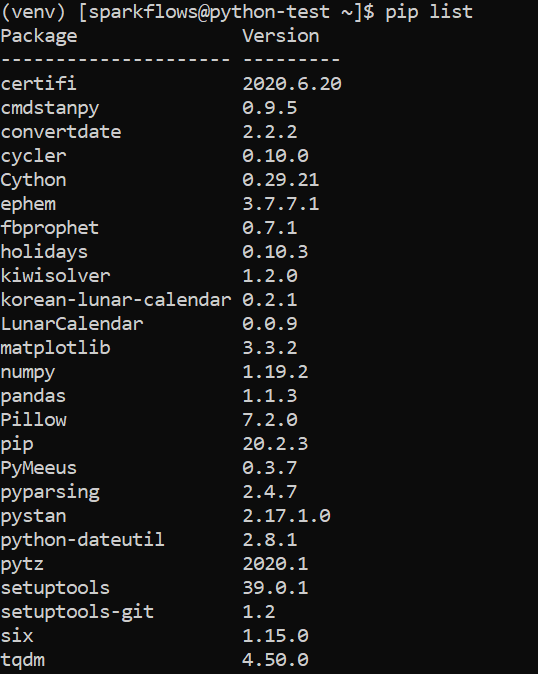 (venv) [sparkflows@python-test ~]$ pip list
Package               Version
--------------------- ---------
certifi               2020.6.20
cmdstanpy             0.9.5
convertdate           2.2.2
cycler                0.10.0
Cython                0.29.21
ephem                 3.7.7.1
fbprophet             0.7.1
holidays              0.10.3
kiwisolver            1.2.0
korean-lunar-calendar 0.2.1
LunarCalendar         0.0.9
matplotlib            3.3.2
numpy                 1.19.2
pandas                1.1.3
Pillow                7.2.0
pip                   20.2.3
PyMeeus               0.3.7
pyparsing             2.4.7
pystan                2.17.1.0
python-dateutil       2.8.1
pytz                  2020.1
setuptools            39.0.1
setuptools-git        1.2
six                   1.15.0
tqdm                  4.50.0